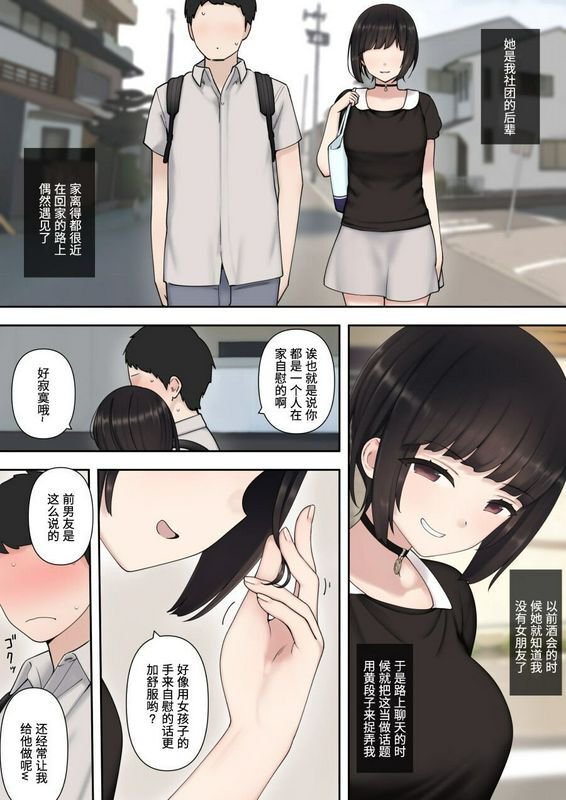 她是我社团的后辈
家离得都很近
在回家的路上
偶然遇见了
诶也就是说你
都是一个人在
家自慰的啊
好寂寞哦~
以前酒会的时
候她就知道我
没有女朋友了
于是路上聊天的时
候就把这当做话题
用黄段子来捉弄我
好像用女孩子的
手来自慰的话更
加舒服哟？
前男友是
这么说的
ゴクッ
还经常让我
给他做呢w